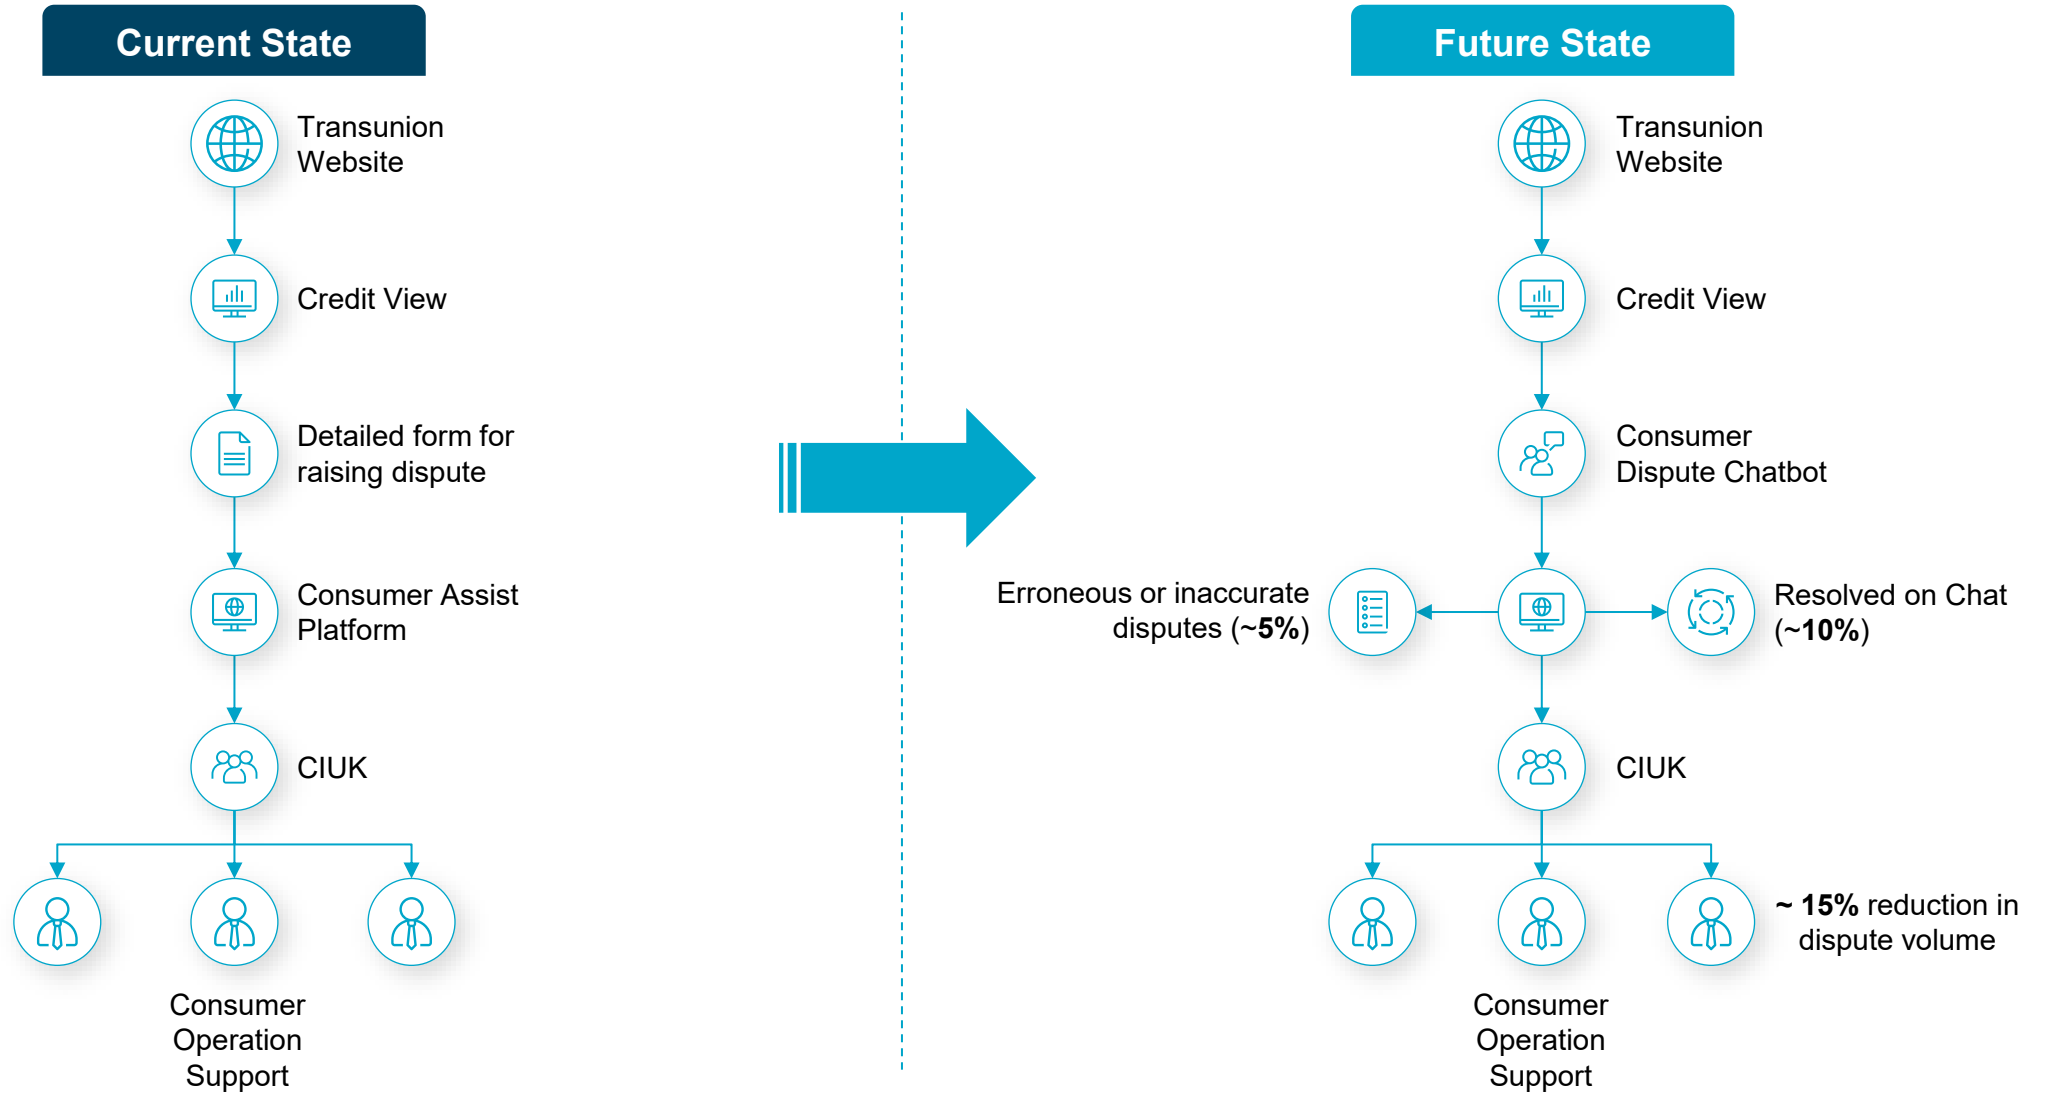 Current State
Transunion
Website
Credit View
Detailed form for
raising dispute
Consumer Assist
Platform
CIUK
Consumer
Operation
Support
Future State
Transunion
Website
Credit View
Consumer
Dispute Chatbot
Erroneous or inaccurate
disputes (~5%)
Resolved on Chat
(~10%)
CIUK
~ 15% reduction in
dispute volume
Consumer
Operation
Support